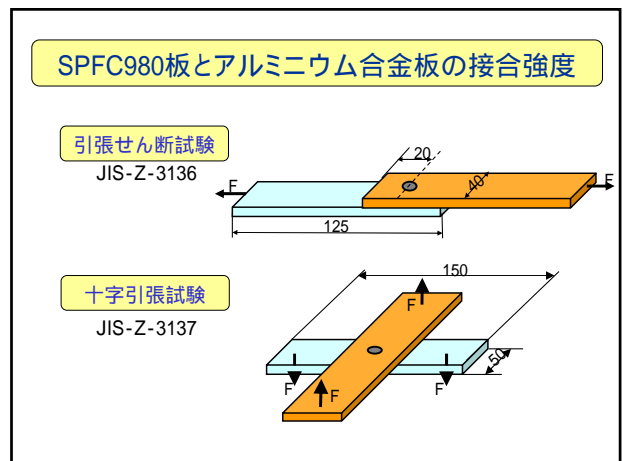 SPFC980板とアルミニウム合金板の接合強度
引張せん断試験
JIS-Z-3136
20
F
40
F
125
十字引張試験
JIS-Z-3137
150
F
50
F
F
F